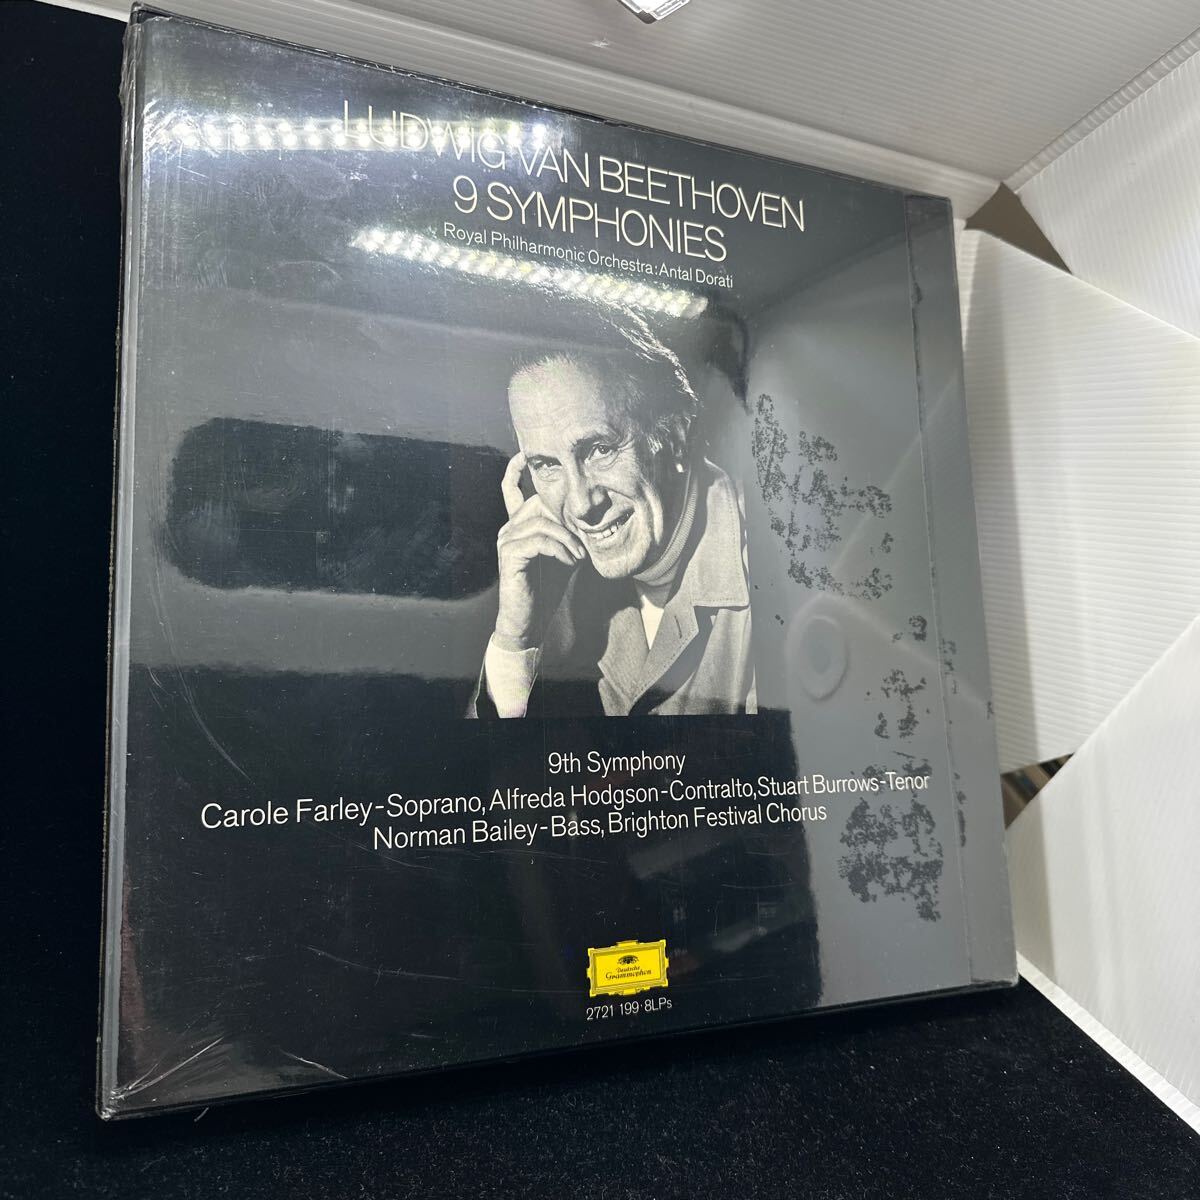 LUDWIG VAN BEETHOVEN
9 SYMPHONIES
Royal Philharmonic Orchestra: Antal Dorati
9th Symphony
Carole Farley-Soprano, Alfreda Hodgson-Contralto, Stuart Burrows-Tenor
Norman Bailey-Bass, Brighton Festival Chorus
Deutsche
Grammophon
2721 199·8LPs